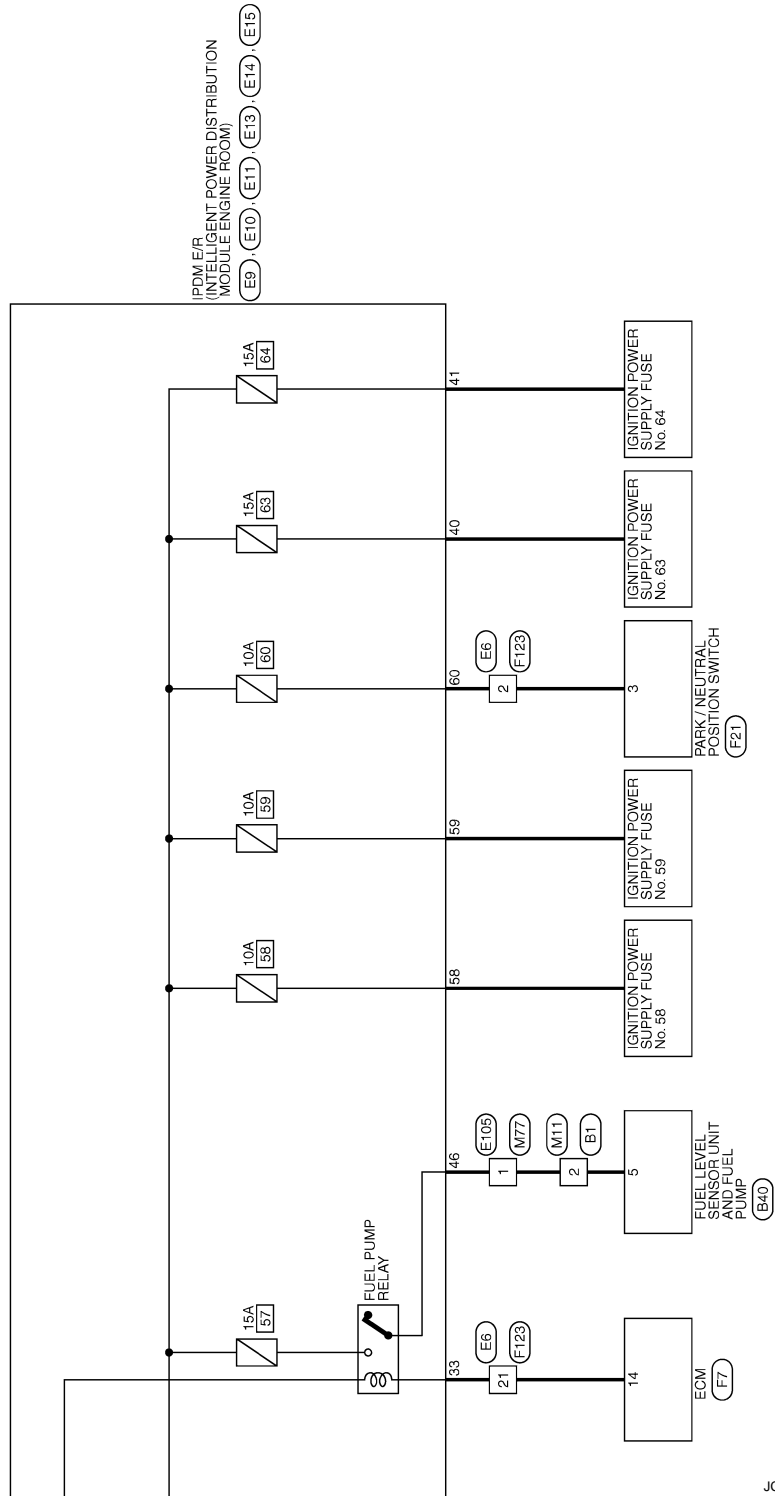 IPDM E/R
(INTELLIGENT POWER DISTRIBUTION
MODULE ENGINE ROOM)
E9 , E10 , E11 , E13 , E14 , E15
15A
64
41
IGNITION POWER
SUPPLY FUSE
No. 64
15A
63
40
IGNITION POWER
SUPPLY FUSE
No. 63
10A
60
60
E6
2
F123
3
PARK / NEUTRAL
POSITION SWITCH
F21
10A
59
59
IGNITION POWER
SUPPLY FUSE
No. 59
10A
58
58
IGNITION POWER
SUPPLY FUSE
No. 58
46
E105
1
M77
M11
2
B1
5
FUEL LEVEL
SENSOR UNIT
AND FUEL
PUMP
B40
15A
57
FUEL PUMP
RELAY
33
E6
21
F123
14
ECM
F7